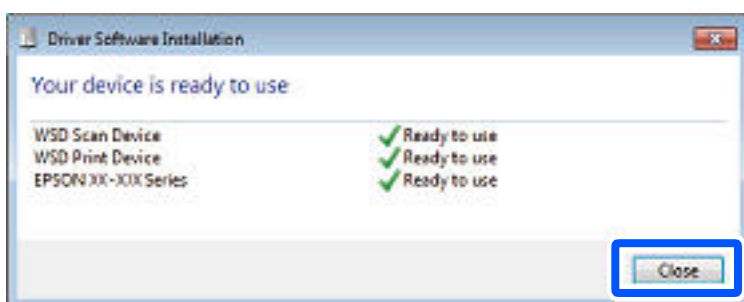 Driver Software Installation
Your device is ready to use
WSD Scan Device Ready to use
WSD Print Device Ready to use
EPSON XX-XXX Series Ready to use
Close